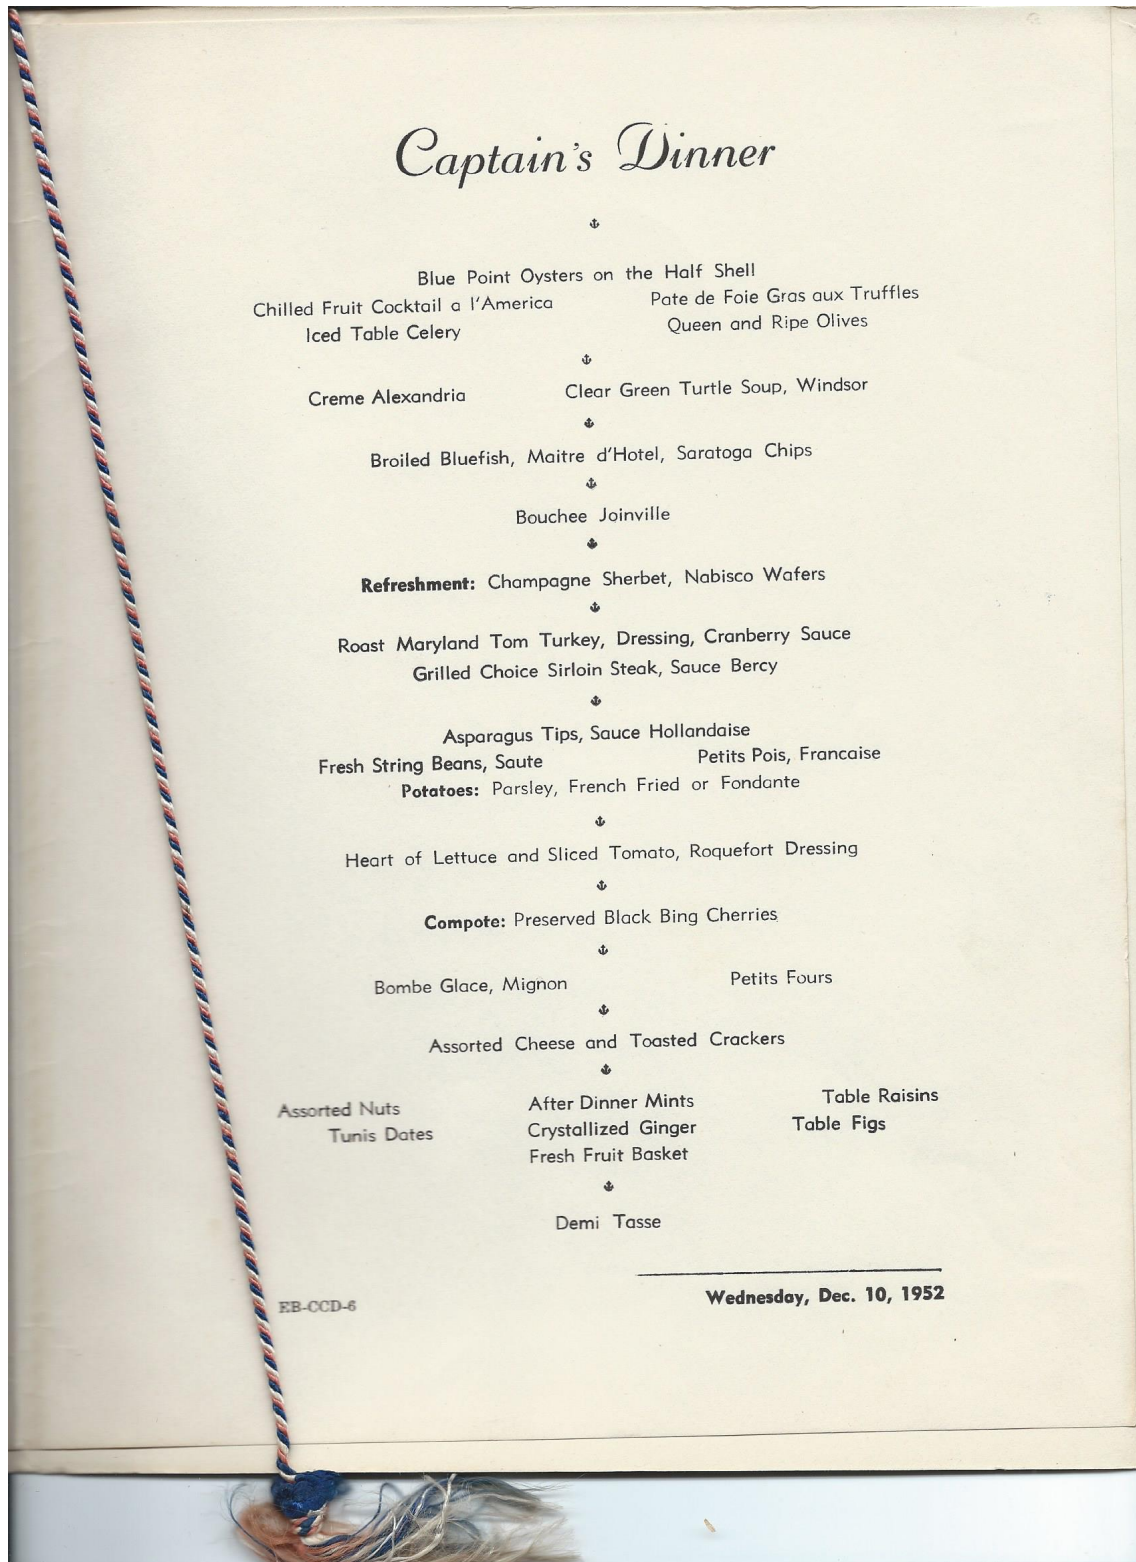 Captain's Dinner
Blue Point Oysters on the Half Shell
Chilled Fruit Cocktail a l'America Pate de Foie Gras aux Truffles
Iced Table Celery Queen and Ripe Olives
Creme Alexandria Clear Green Turtle Soup, Windsor
Broiled Bluefish, Maitre d'Hotel, Saratoga Chips
Bouchee Joinville
Refreshment: Champagne Sherbet, Nabisco Wafers
Roast Maryland Tom Turkey, Dressing, Cranberry Sauce
Grilled Choice Sirloin Steak, Sauce Bercy
Asparagus Tips, Sauce Hollandaise
Fresh String Beans, Saute Petits Pois, Francaise
Potatoes: Parsley, French Fried or Fondante
Heart of Lettuce and Sliced Tomato, Roquefort Dressing
Compote: Preserved Black Bing Cherries
Bombe Glace, Mignon Petits Fours
Assorted Cheese and Toasted Crackers
Assorted Nuts After Dinner Mints Table Raisins
Tunis Dates Crystallized Ginger Table Figs
Fresh Fruit Basket
Demi Tasse
EB-CCD-6 Wednesday, Dec. 10, 1952